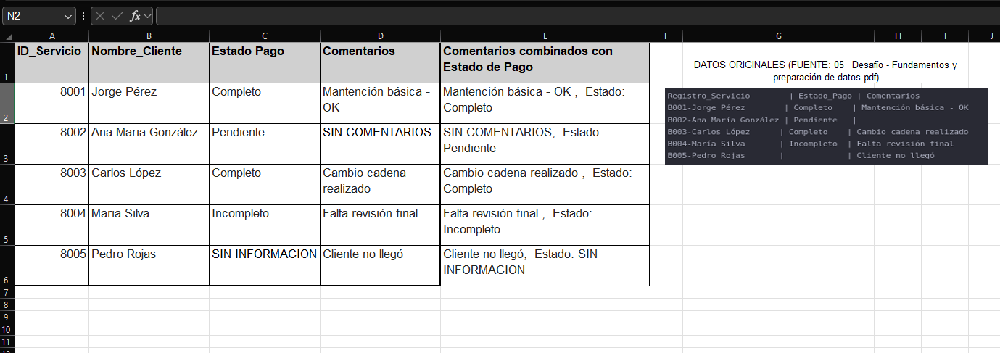 N2
fx
A B C D E F G H I J
ID_Servicio Nombre_Cliente Estado Pago Comentarios Comentarios combinados con
Estado de Pago
1
8001 Jorge Pérez Completo Mantención básica -
OK
Mantención básica - OK ,  Estado:
Completo
2
8002 Ana Maria González Pendiente SIN COMENTARIOS SIN COMENTARIOS,  Estado:
Pendiente
3
8003 Carlos López Completo Cambio cadena
realizado
Cambio cadena realizado ,  Estado:
Completo
4
8004 Maria Silva Incompleto Falta revisión final Falta revisión final ,  Estado:
Incompleto
5
8005 Pedro Rojas SIN INFORMACION Cliente no llegó Cliente no llegó,  Estado: SIN
INFORMACION
6
7
8
9
10
11
12
DATOS ORIGINALES (FUENTE: 05_ Desafío - Fundamentos y
preparación de datos.pdf)
Registro_Servicio | Estado_Pago | Comentarios
B001-Jorge Pérez | Completo | Mantención básica - OK
B002-Ana María González | Pendiente |
B003-Carlos López | Completo | Cambio cadena realizado
B004-María Silva | Incompleto | Falta revisión final
B005-Pedro Rojas | | Cliente no llegó